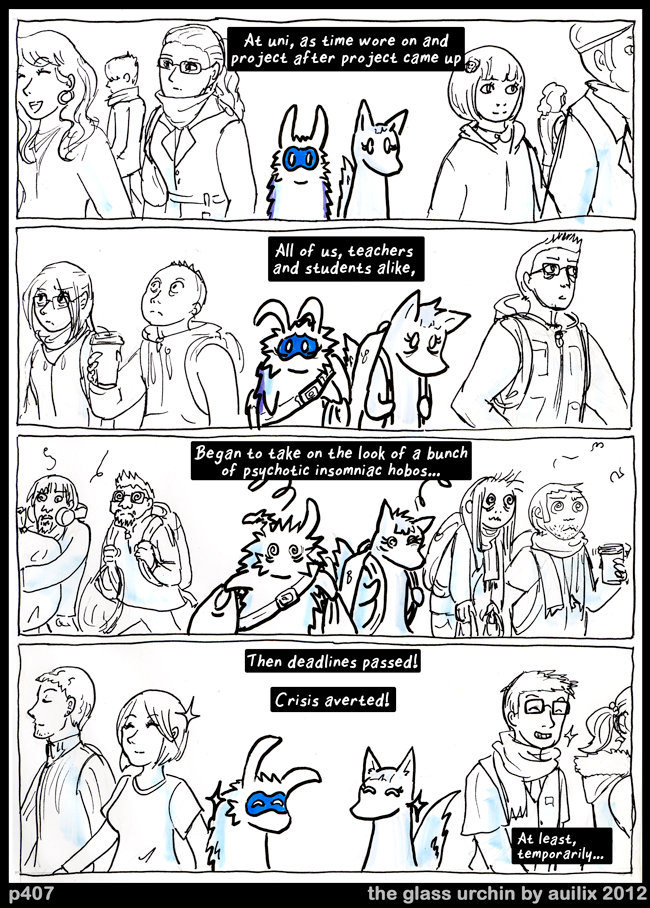 At uni, as time wore on and
project after project came up
All of us, teachers
and students alike,
Began to take on the look of a bunch
of psychotic insomniac hobos...
Then deadlines passed!
Crisis averted!
At least,
temporarily...
p407
the glass urchin by auilix 2012